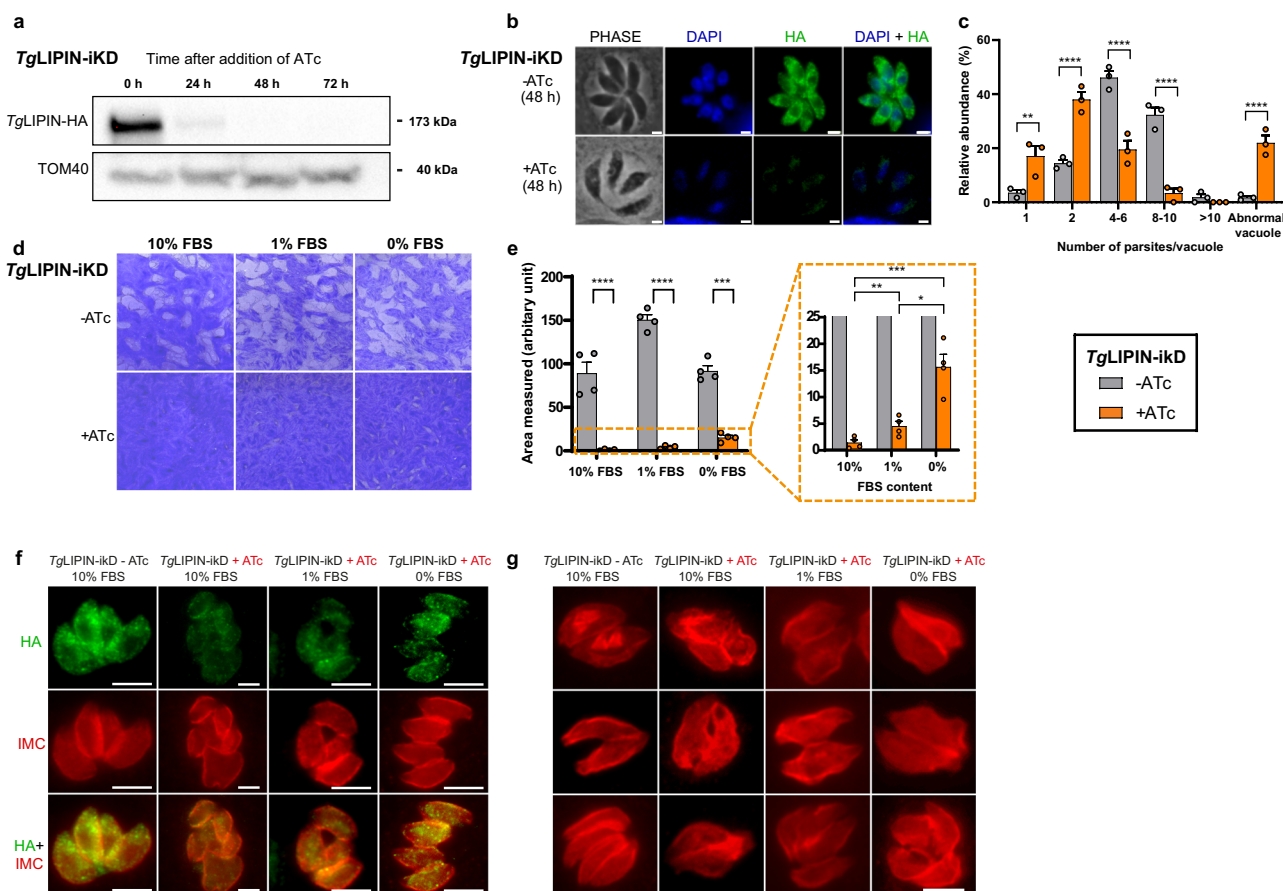 a
TgLIPIN-iKD
Time after addition of ATc
0 h 24 h 48 h 72 h
TgLIPIN-HA
- 173 kDa
TOM40
- 40 kDa
b
TgLIPIN-iKD
PHASE DAPI HA DAPI + HA
-ATc
(48 h)
+ATc
(48 h)
c
Relative abundance (%)
60
40
20
0
** **** **** **** ****
1 2 4-6 8-10 >10 Abnormal
vacuole
Number of parsites/vacuole
d
10% FBS 1% FBS 0% FBS
TgLIPIN-iKD
-ATc
+ATc
e
Area measured (arbitary unit)
200
150
100
50
0
**** **** ***
10% FBS 1% FBS 0% FBS
***
**
*
25
20
15
10
5
0
10% 1% 0%
FBS content
TgLIPIN-ikD
-ATc
+ATc
f
TgLIPIN-ikD - ATc TgLIPIN-ikD + ATc TgLIPIN-ikD + ATc TgLIPIN-ikD + ATc
10% FBS 10% FBS 1% FBS 0% FBS
HA
IMC
HA+
IMC
g
TgLIPIN-ikD - ATc TgLIPIN-ikD + ATc TgLIPIN-ikD + ATc TgLIPIN-ikD + ATc
10% FBS 10% FBS 1% FBS 0% FBS